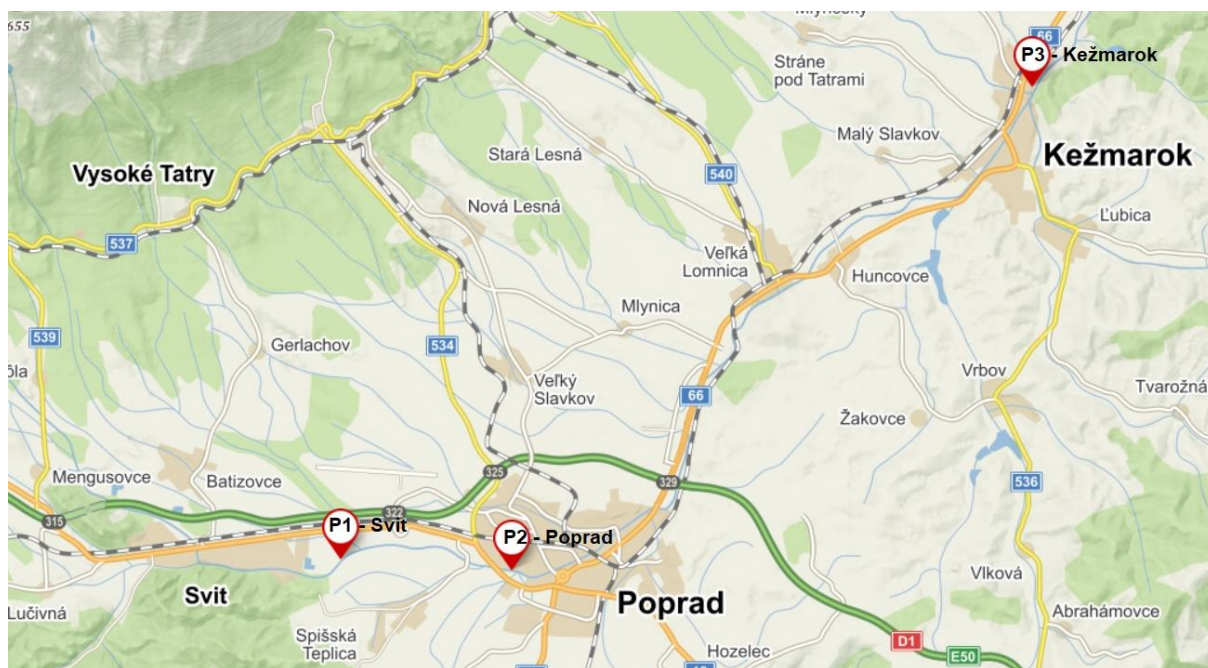 655
Mlynčeky
66
P3 - Kežmarok
Stráne
pod Tatrami
Malý Slavkov
Stará Lesná
Kežmarok
Vysoké Tatry
540
Nová Lesná
Ľubica
537
Veľká
Lomnica
Huncovce
Mlynica
539
Gerlachov
534
Vrbov
Veľký
Slavkov
66
Tvarožná
Žakovce
Mengusovce
Batizovce
325
329
536
315
322
P1 - Svit
P2 - Poprad
Vlková
Svit
Poprad
Lučivná
Abrahámovce
Spišská
Teplica
D1
Hozelec
E50